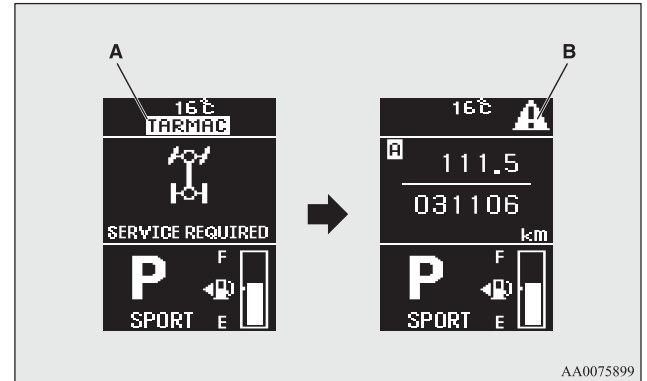 A
B
16℃
TARMAC
SERVICE REQUIRED
P
F
SPORT
E
16℃
A
111.5
031106
km
P
F
SPORT
E
AA0075899